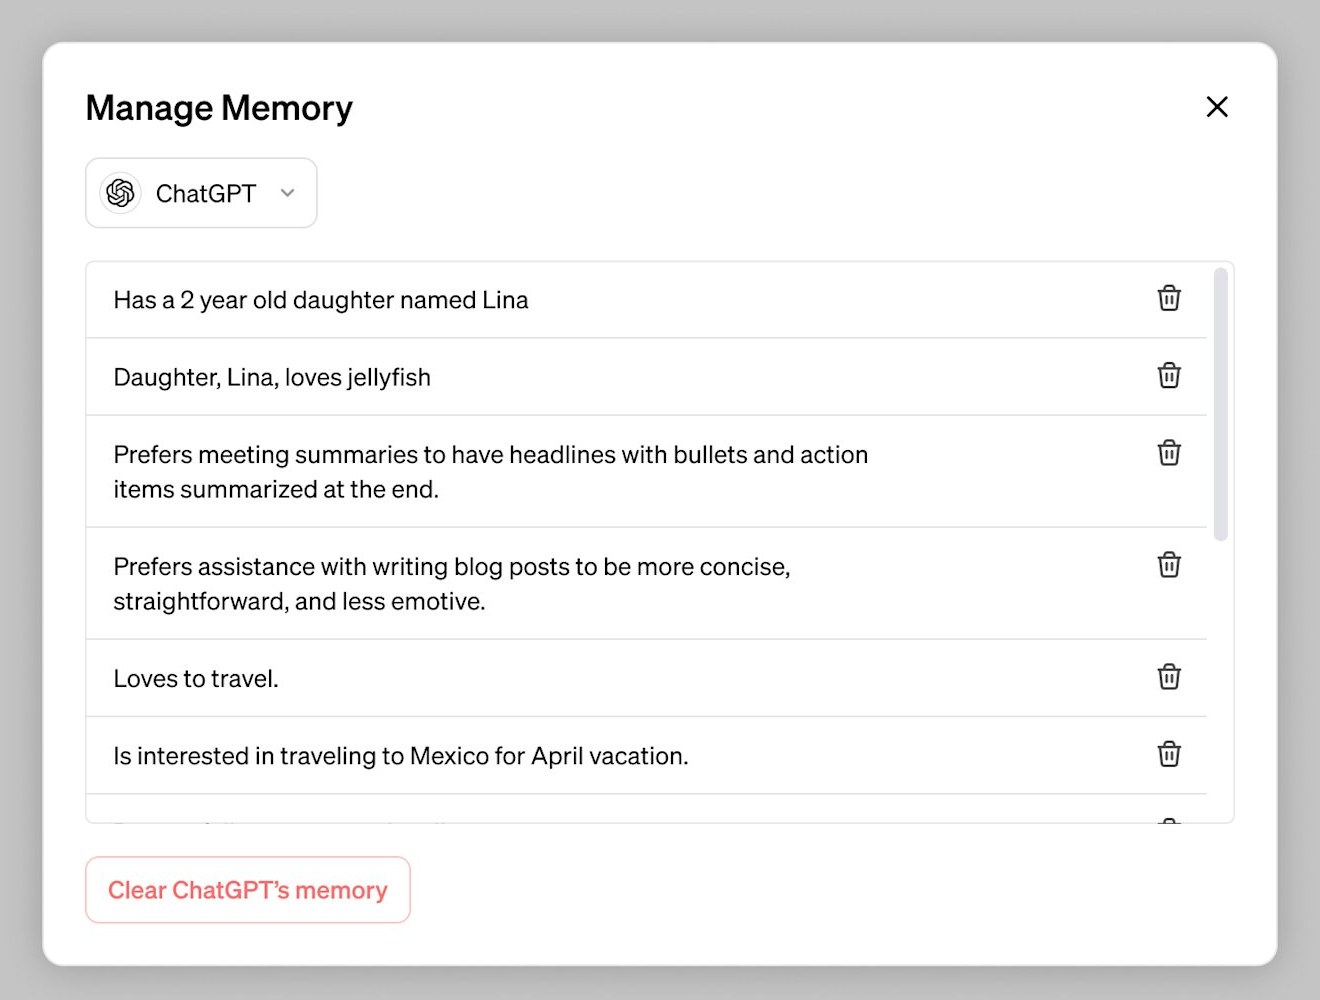 Manage Memory
ChatGPT
Has a 2 year old daughter named Lina
Daughter, Lina, loves jellyfish
Prefers meeting summaries to have headlines with bullets and action
items summarized at the end.
Prefers assistance with writing blog posts to be more concise,
straightforward, and less emotive.
Loves to travel.
Is interested in traveling to Mexico for April vacation.
Clear ChatGPT’s memory